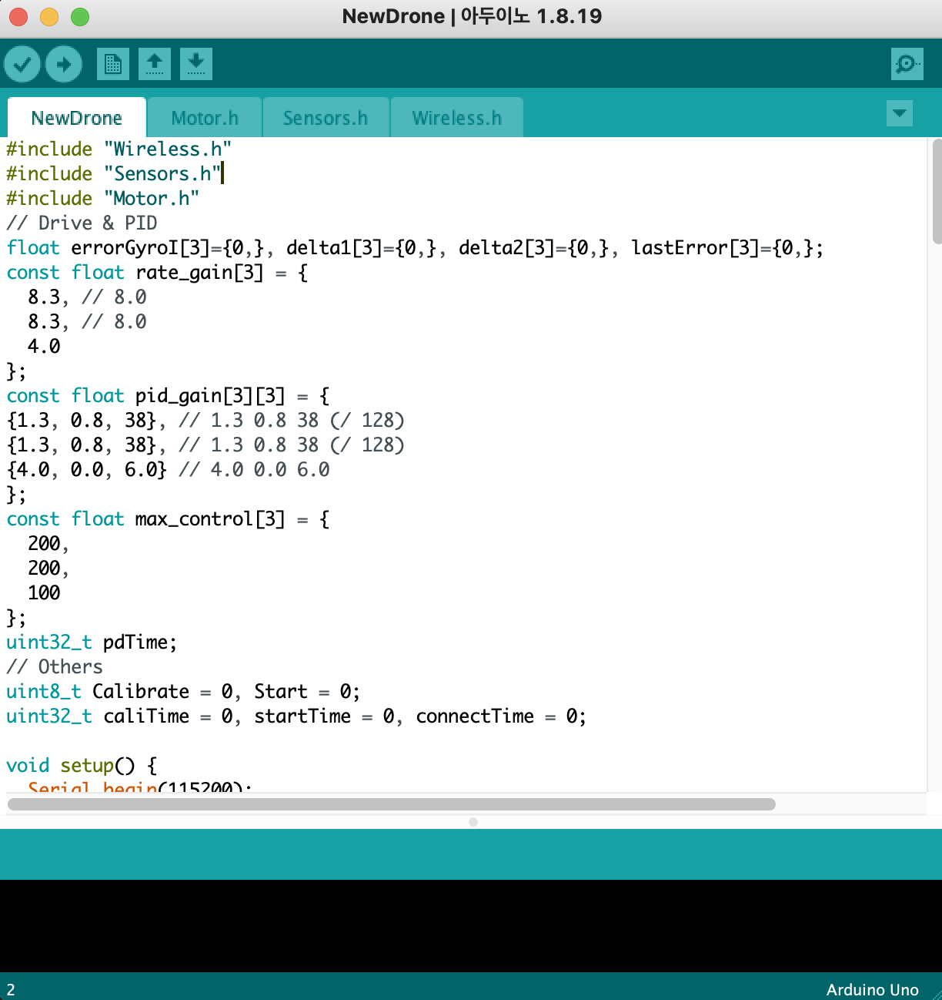 NewDrone | 아두이노 1.8.19
NewDrone Motor.h Sensors.h Wireless.h
#include "Wireless.h"
#include "Sensors.h"
#include "Motor.h"
// Drive & PID
float errorGyroI[3]={0,}, delta1[3]={0,}, delta2[3]={0,}, lastError[3]={0,};
const float rate_gain[3] = {
  8.3, // 8.0
  8.3, // 8.0
  4.0
};
const float pid_gain[3][3] = {
{1.3, 0.8, 38}, // 1.3 0.8 38 (/ 128)
{1.3, 0.8, 38}, // 1.3 0.8 38 (/ 128)
{4.0, 0.0, 6.0} // 4.0 0.0 6.0
};
const float max_control[3] = {
  200,
  200,
  100
};
uint32_t pdTime;
// Others
uint8_t Calibrate = 0, Start = 0;
uint32_t caliTime = 0, startTime = 0, connectTime = 0;

void setup() {
  Serial.begin(115200);
2
Arduino Uno